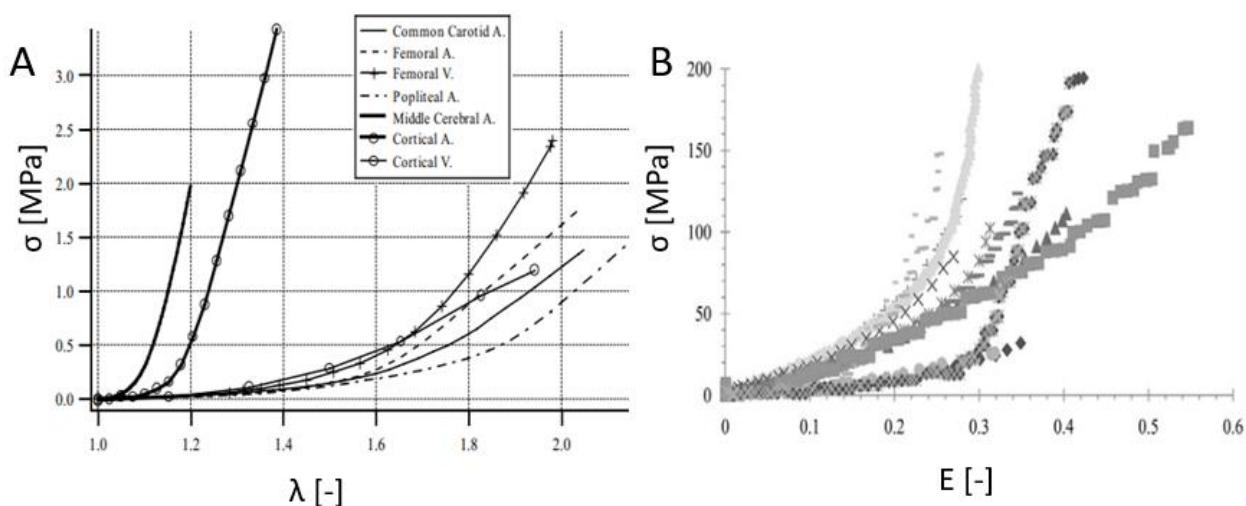 A
σ [MPa]
3.0
2.5
2.0
1.5
1.0
0.5
0.0
1.0 1.2 1.4 1.6 1.8 2.0
λ [-]
Common Carotid A.
Femoral A.
Femoral V.
Popliteal A.
Middle Cerebral A.
Cortical A.
Cortical V.
B
σ [MPa]
200
150
100
50
0
0 0.1 0.2 0.3 0.4 0.5 0.6
E [-]